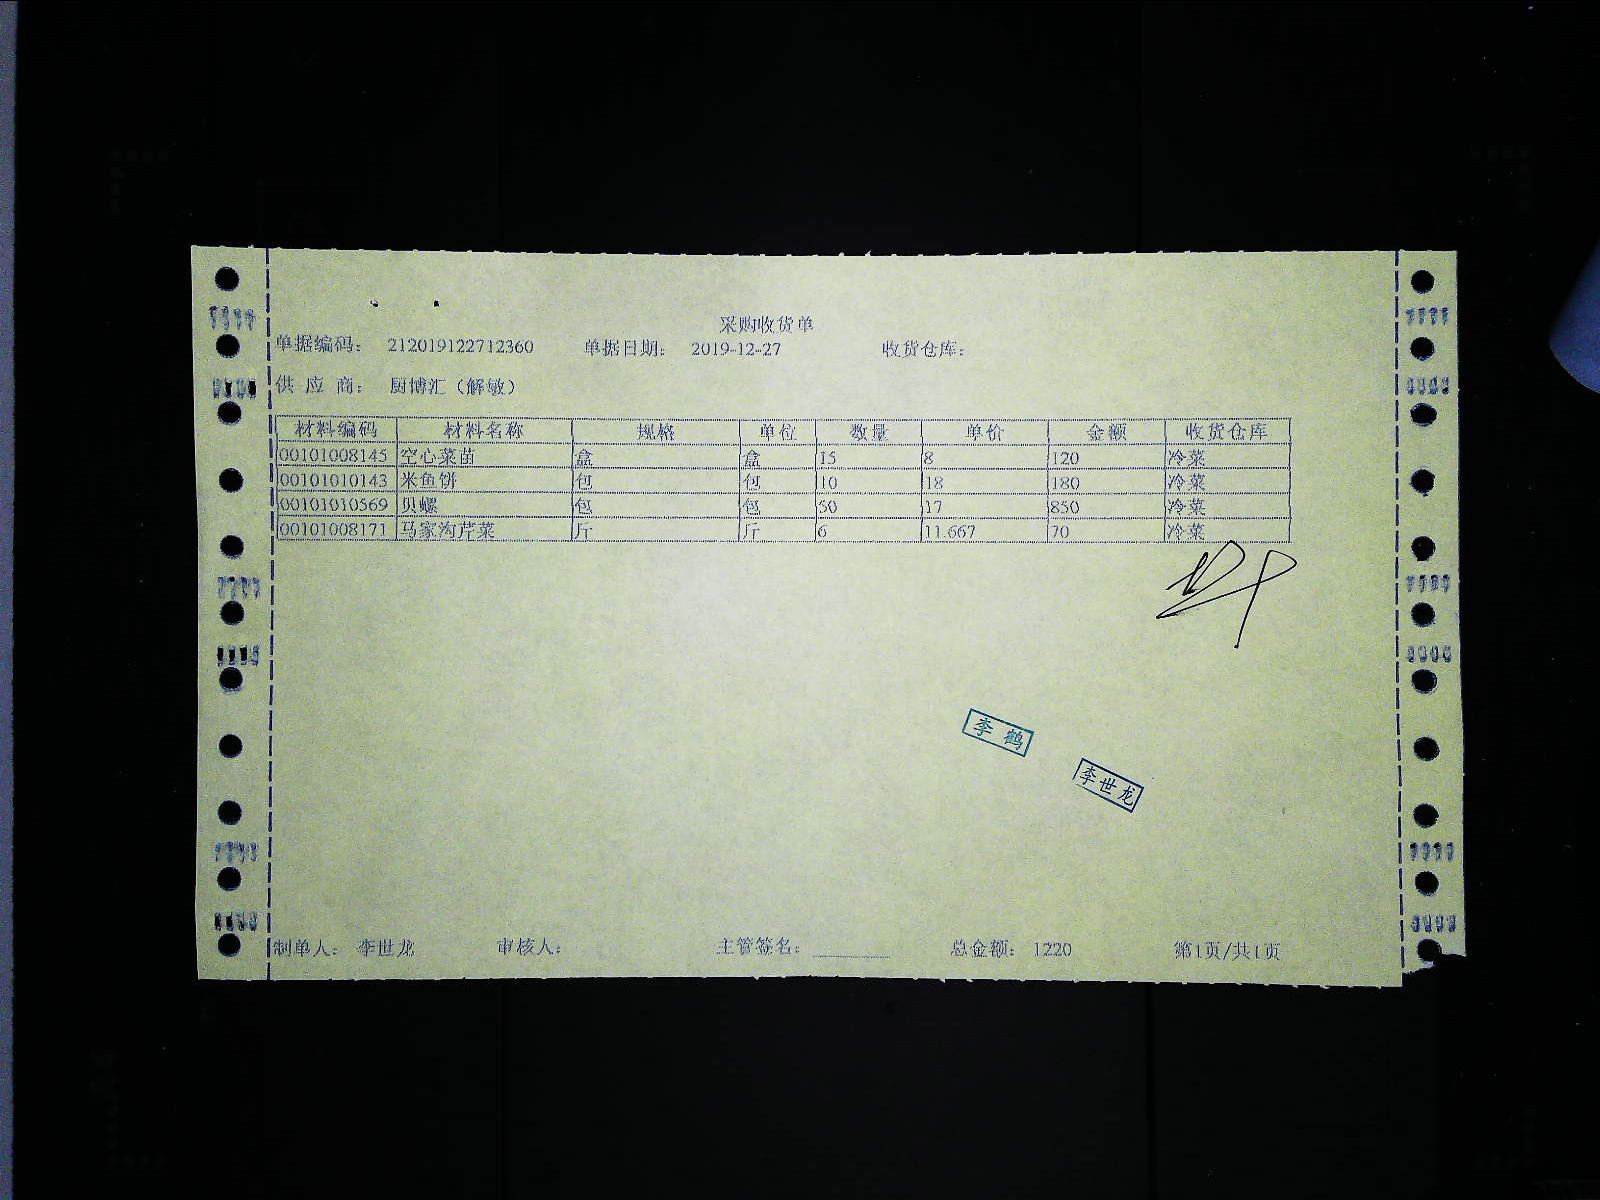 采购收货单
单据编码： 212019122712360 单据日期： 2019-12-27 收货仓库：
供 应 商： 厨博汇（解敏）
材料编码 材料名称 规格 单位 数量 单价 金额 收货仓库
00101008145 空心菜苗 盒 盒 15 8 120 冷菜
00101010143 米鱼饼 包 包 10 18 180 冷菜
00101010569 贝螺 包 包 50 17 850 冷菜
00101008171 马家沟芹菜 斤 斤 6 11.667 70 冷菜
李 鹤
李世龙
制单人： 李世龙 审核人： 主管签名： ________ 总金额： 1220 第1页/共1页